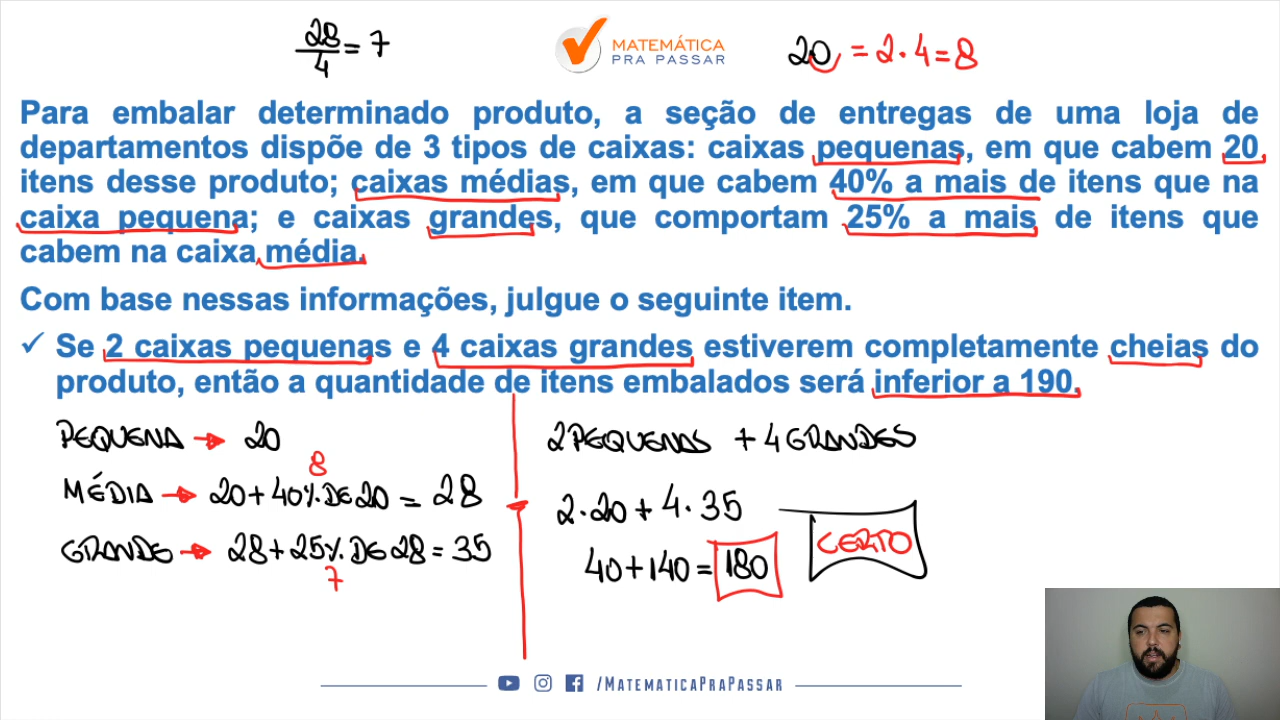 28/4 = 7
MATEMÁTICA
PRA PASSAR
20 = 2·4 = 8
Para embalar determinado produto, a seção de entregas de uma loja de
departamentos dispõe de 3 tipos de caixas: caixas pequenas, em que cabem 20
itens desse produto; caixas médias, em que cabem 40% a mais de itens que na
caixa pequena; e caixas grandes, que comportam 25% a mais de itens que
cabem na caixa média.
Com base nessas informações, julgue o seguinte item.
✓ Se 2 caixas pequenas e 4 caixas grandes estiverem completamente cheias do
produto, então a quantidade de itens embalados será inferior a 190.
PEQUENA → 20
8
MÉDIA → 20 + 40% DE 20 = 28
GRANDE → 28 + 25% DE 28 = 35
7
2 PEQUENAS + 4 GRANDES
2·20 + 4·35
40 + 140 = 180
CERTO
/MATEMATICAPRAPASSAR